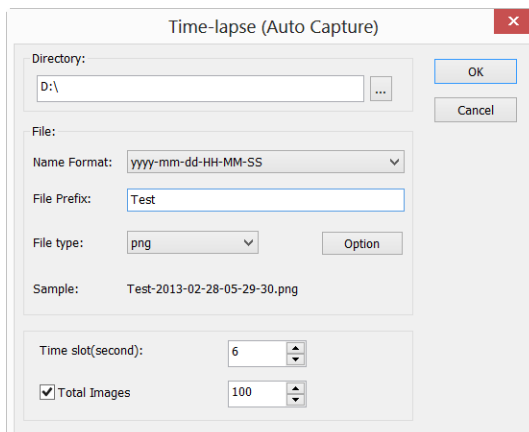 Time-lapse (Auto Capture)
Directory:
D:\
...
OK
Cancel
File:
Name Format: yyyy-mm-dd-HH-MM-SS
File Prefix: Test
File type: png Option
Sample: Test-2013-02-28-05-29-30.png
Time slot(second): 6
Total Images 100